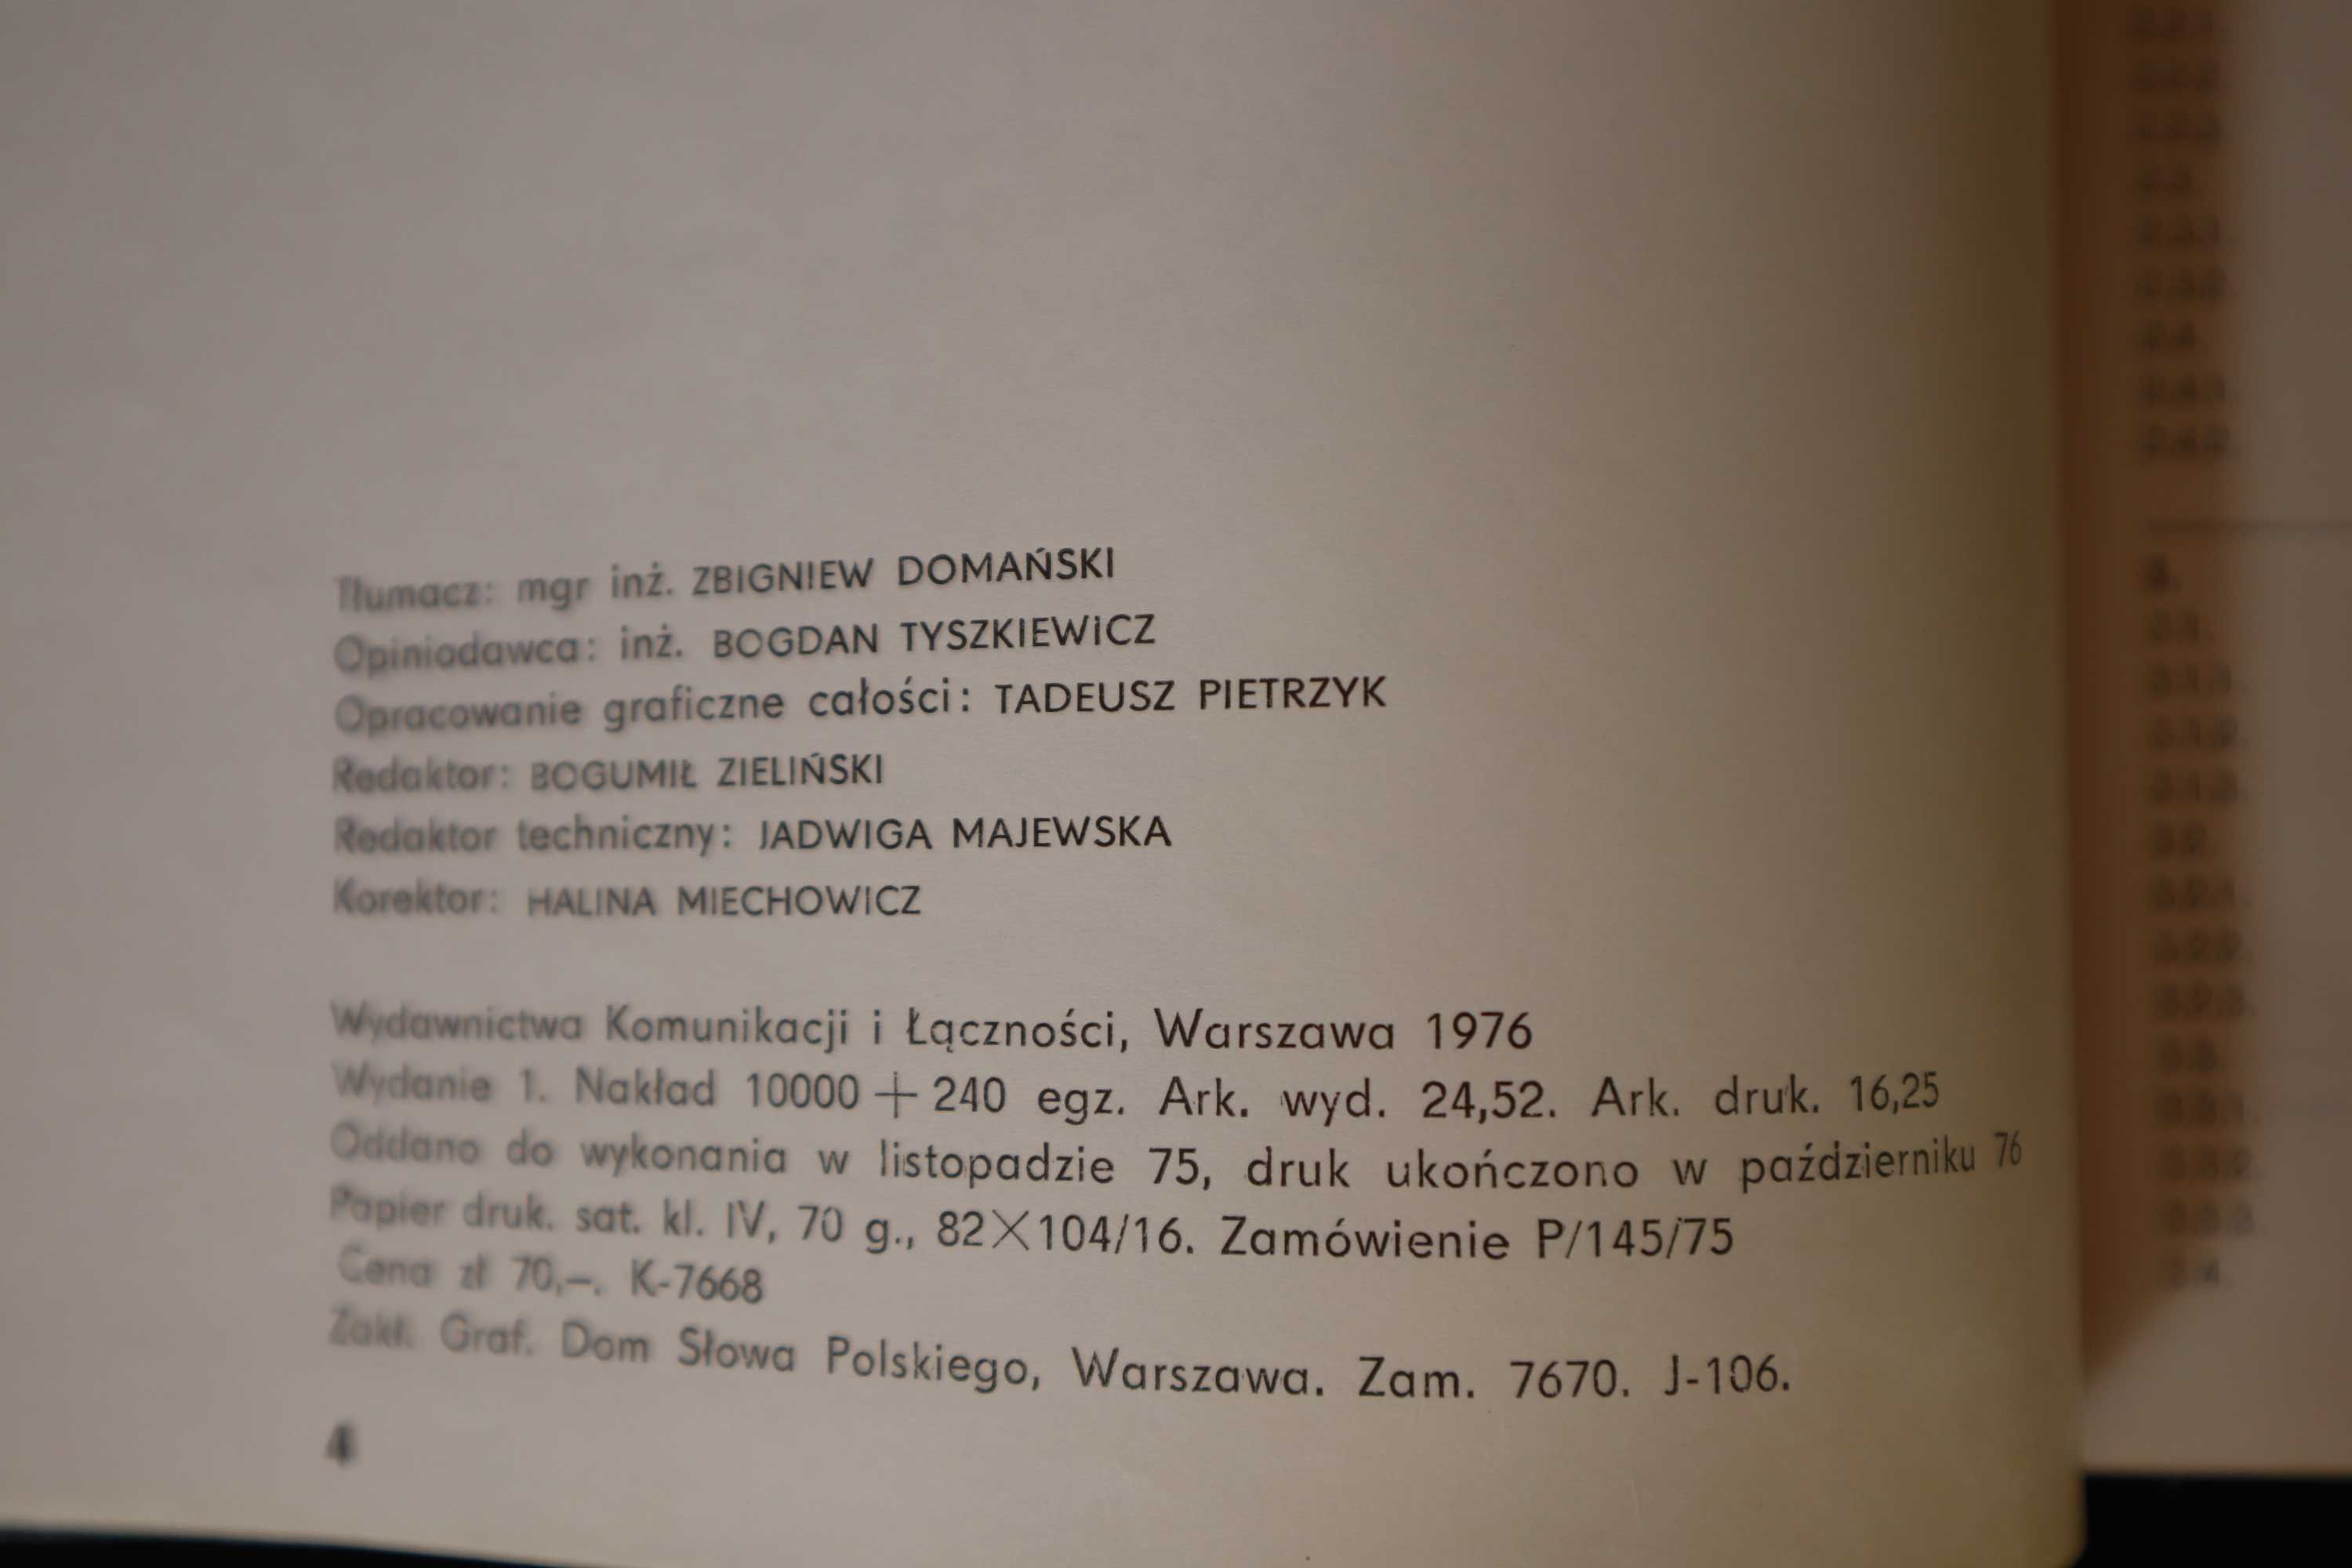 Tłumacz: mgr inż. ZBIGNIEW DOMAŃSKI
Opiniodawca: inż. BOGDAN TYSZKIEWICZ
Opracowanie graficzne całości: TADEUSZ PIETRZYK
Redaktor: BOGUMIŁ ZIELIŃSKI
Redaktor techniczny: JADWIGA MAJEWSKA
Korektor: HALINA MIECHOWICZ
Wydawnictwa Komunikacji i Łączności, Warszawa 1976
Wydanie 1. Nakład 10000 + 240 egz. Ark. wyd. 24,52. Ark. druk. 16,25
Oddano do wykonania w listopadzie 75, druk ukończono w październiku 76
Papier druk. sat. kl. IV, 70 g., 82×104/16. Zamówienie P/145/75
Cena zł 70,—. K-7668
Zakł. Graf. Dom Słowa Polskiego, Warszawa. Zam. 7670. J-106.
4